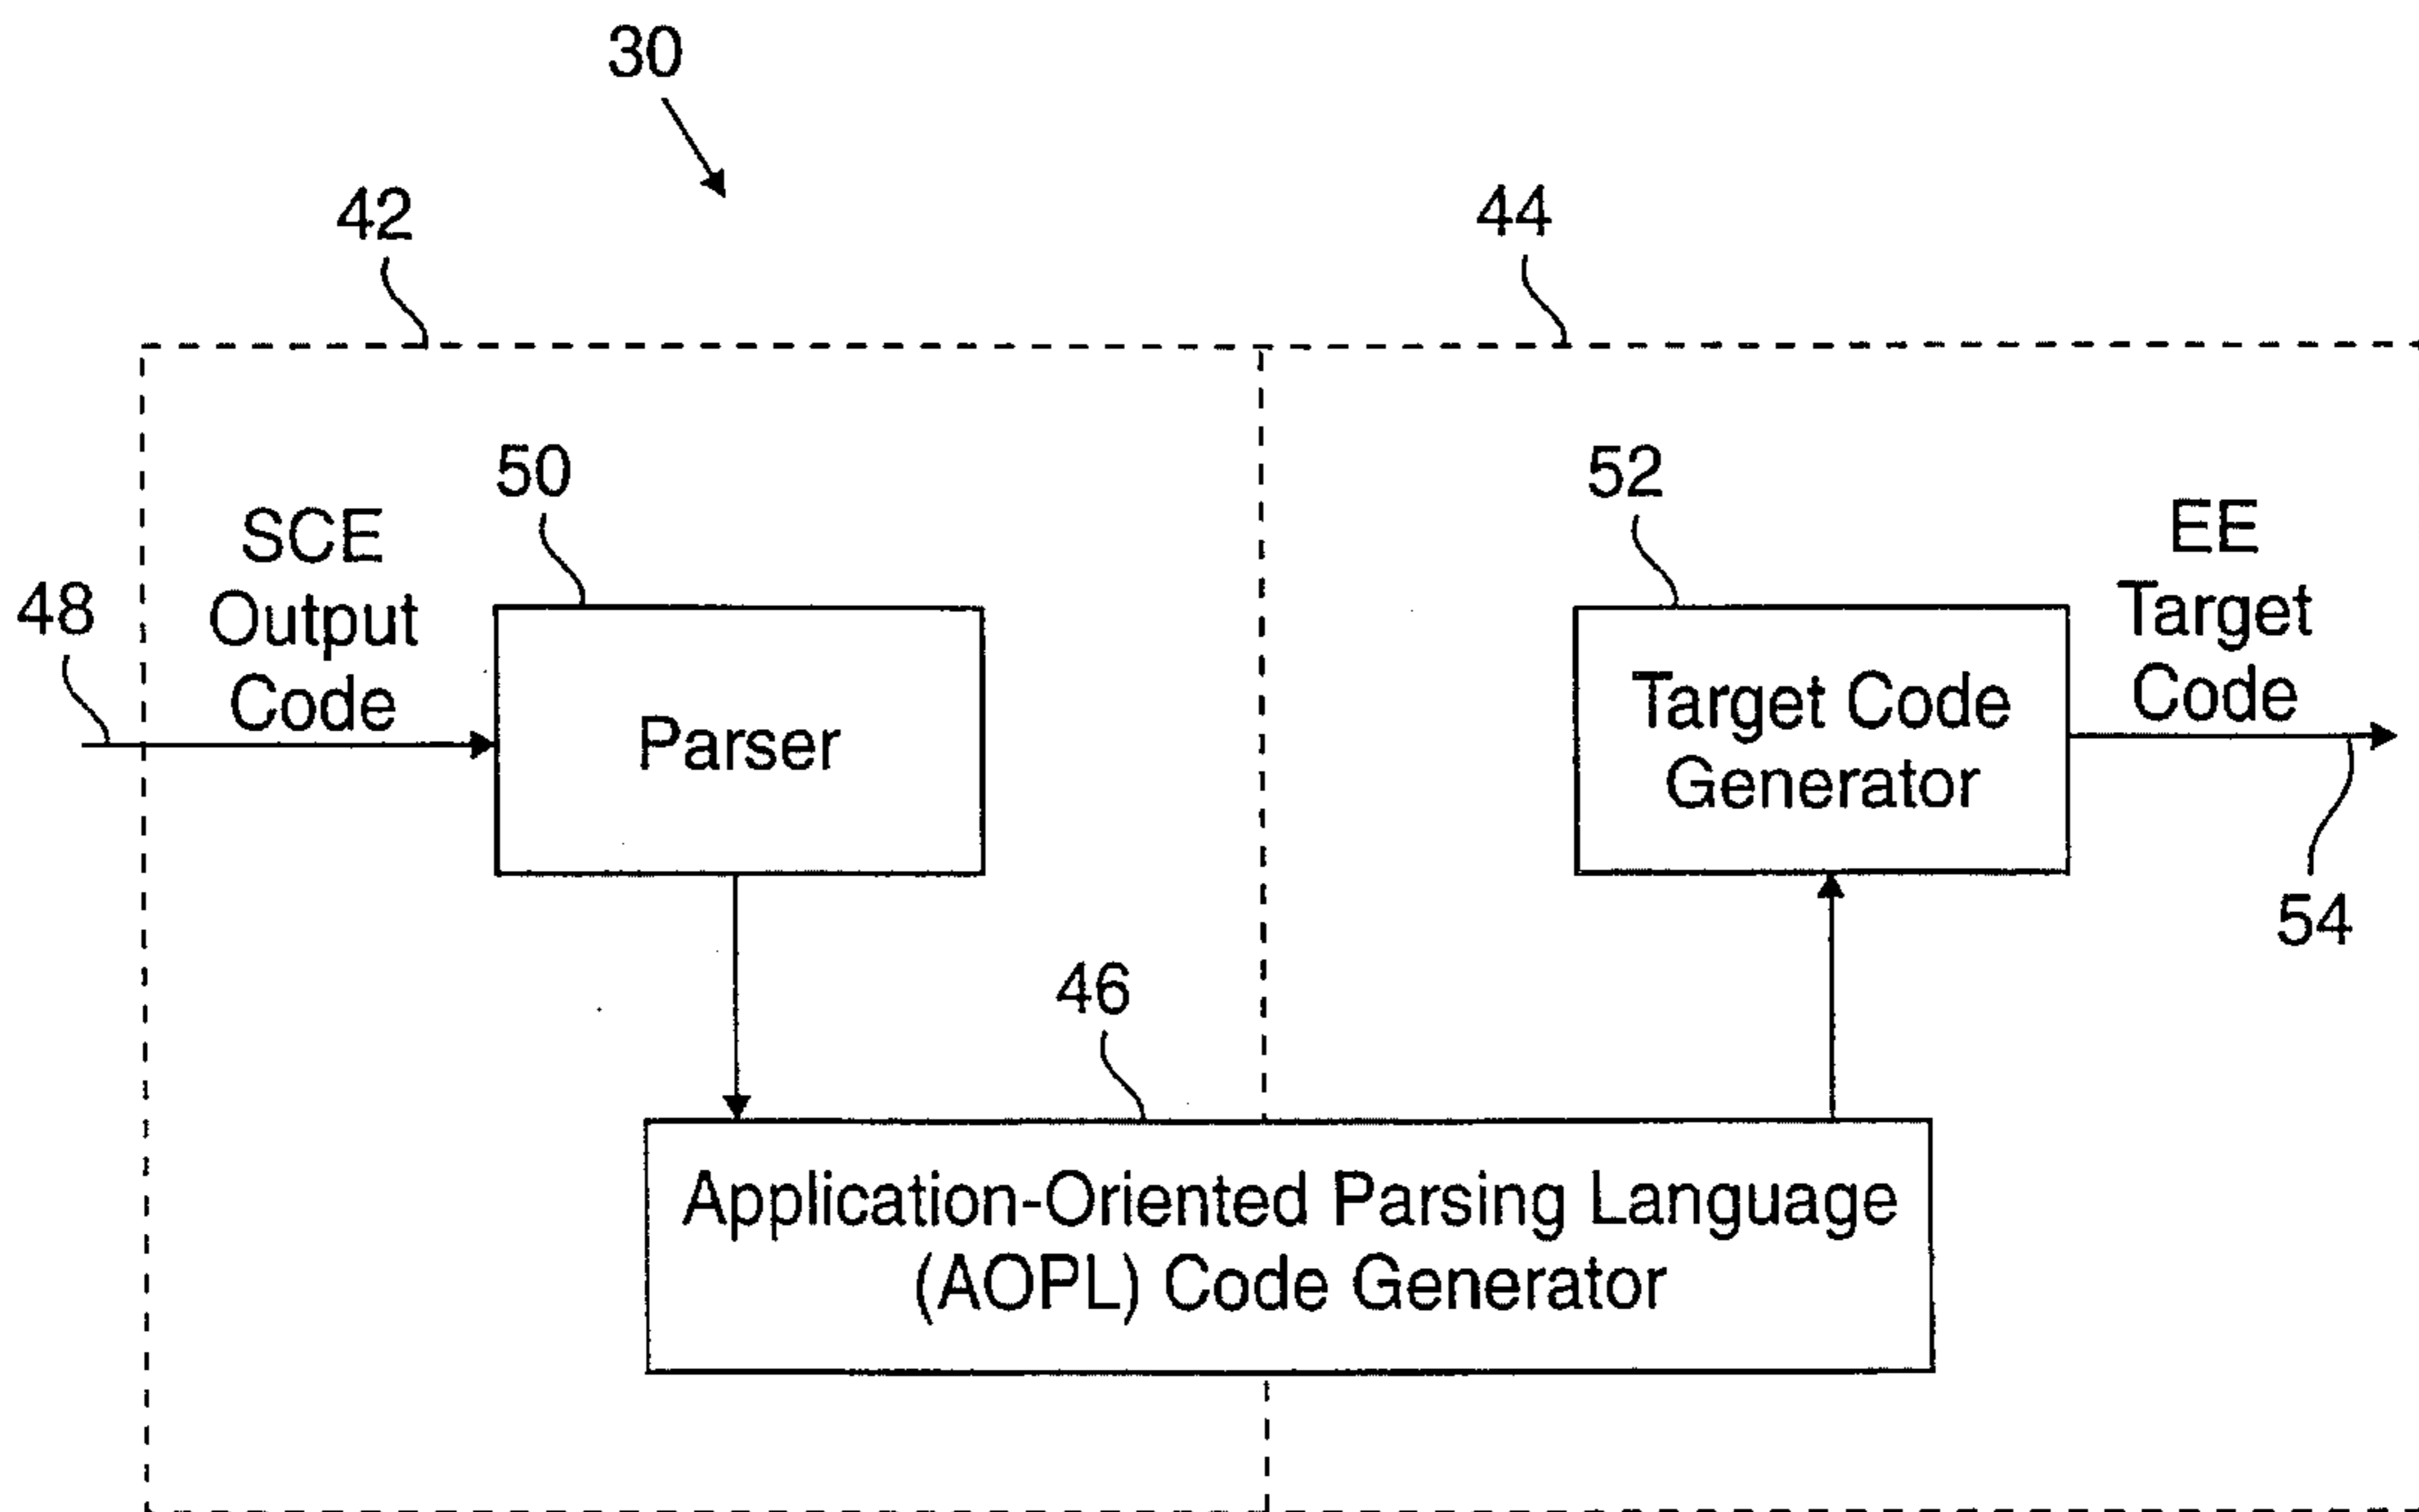 30
42
44
50
52
SCE
Output
Code
48
EE
Target
Code
Parser
Target Code
Generator
54
46
Application-Oriented Parsing Language
(AOPL) Code Generator